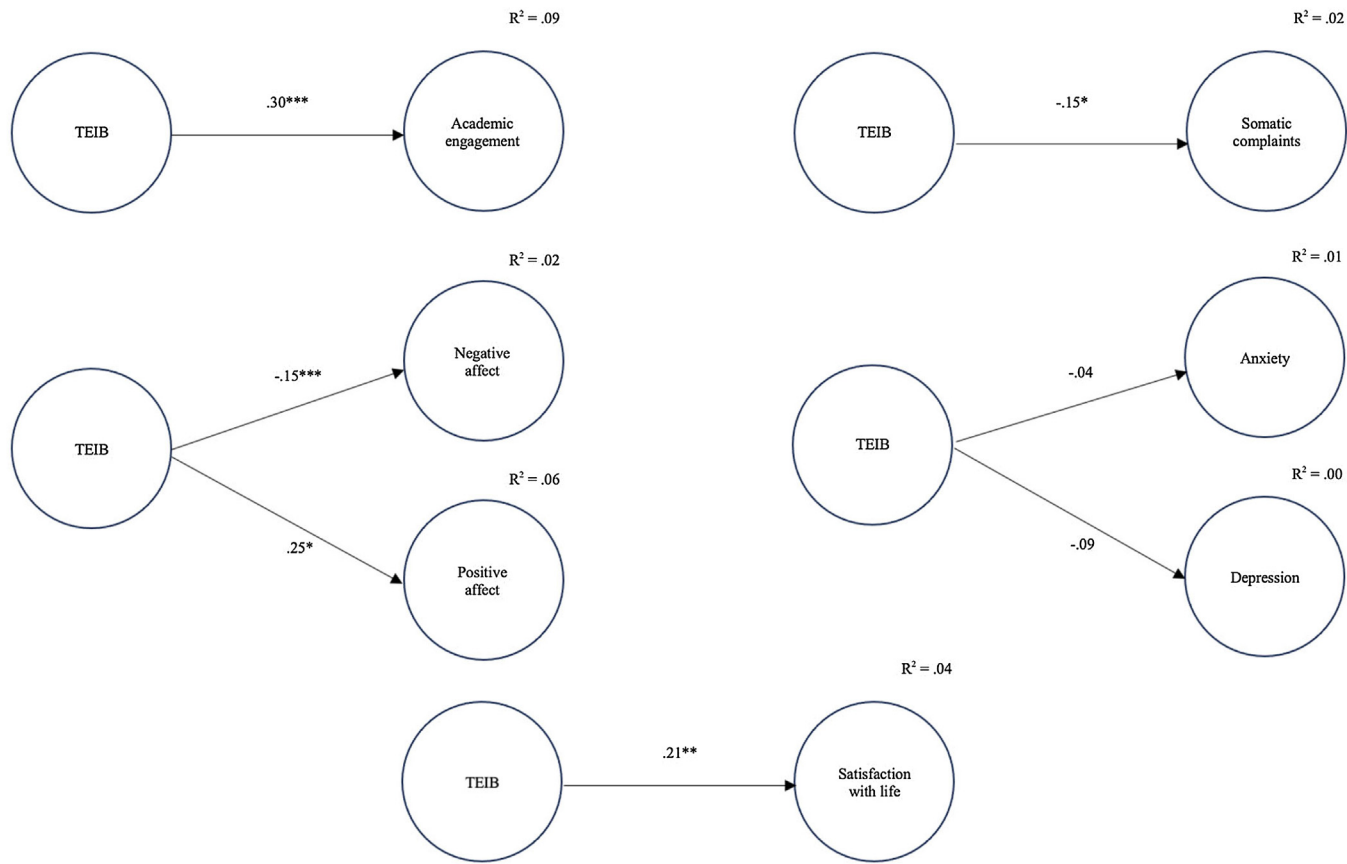 R² = .09
TEIB
.30***
Academic
engagement
R² = .02
TEIB
-.15*
Somatic
complaints
R² = .02
TEIB
-.15***
Negative
affect
R² = .06
.25*
Positive
affect
R² = .01
TEIB
-.04
Anxiety
R² = .00
-.09
Depression
R² = .04
TEIB
.21**
Satisfaction
with life